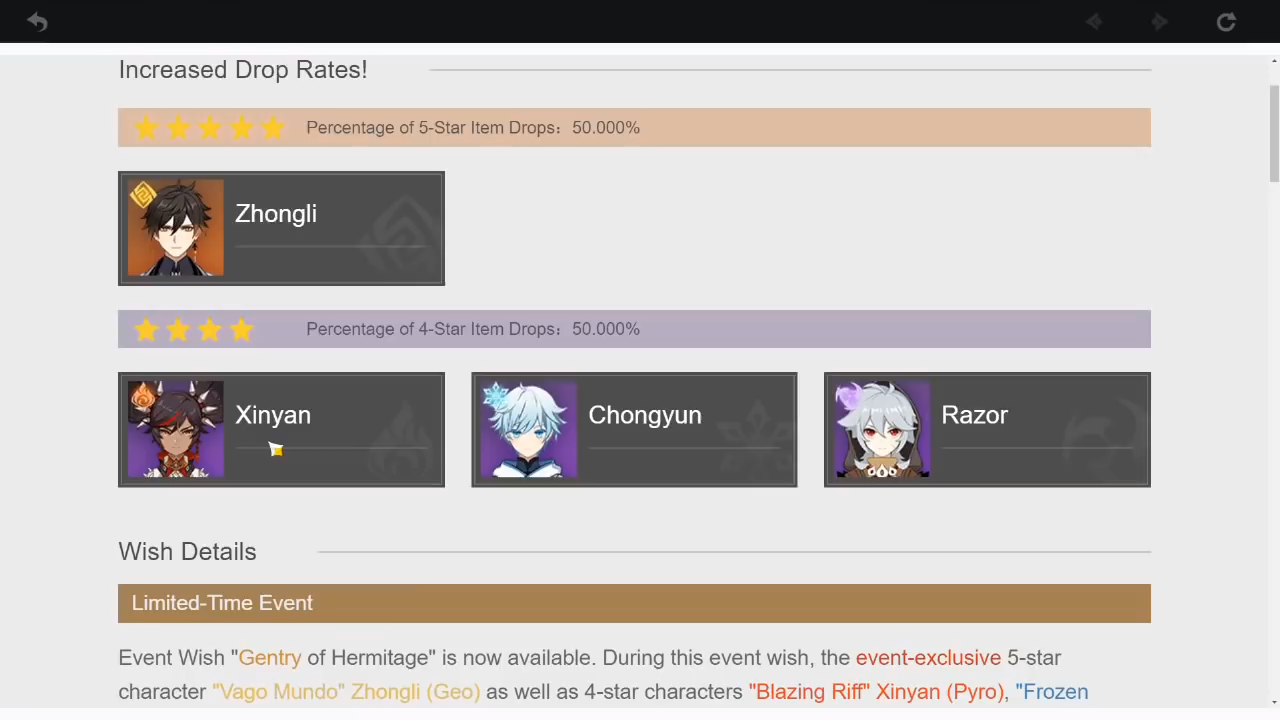 Increased Drop Rates!
Percentage of 5-Star Item Drops：50.000%
Zhongli
Percentage of 4-Star Item Drops：50.000%
Xinyan
Chongyun
Razor
Wish Details
Limited-Time Event
Event Wish "Gentry of Hermitage" is now available. During this event wish, the event-exclusive 5-star
character "Vago Mundo" Zhongli (Geo) as well as 4-star characters "Blazing Riff" Xinyan (Pyro), "Frozen